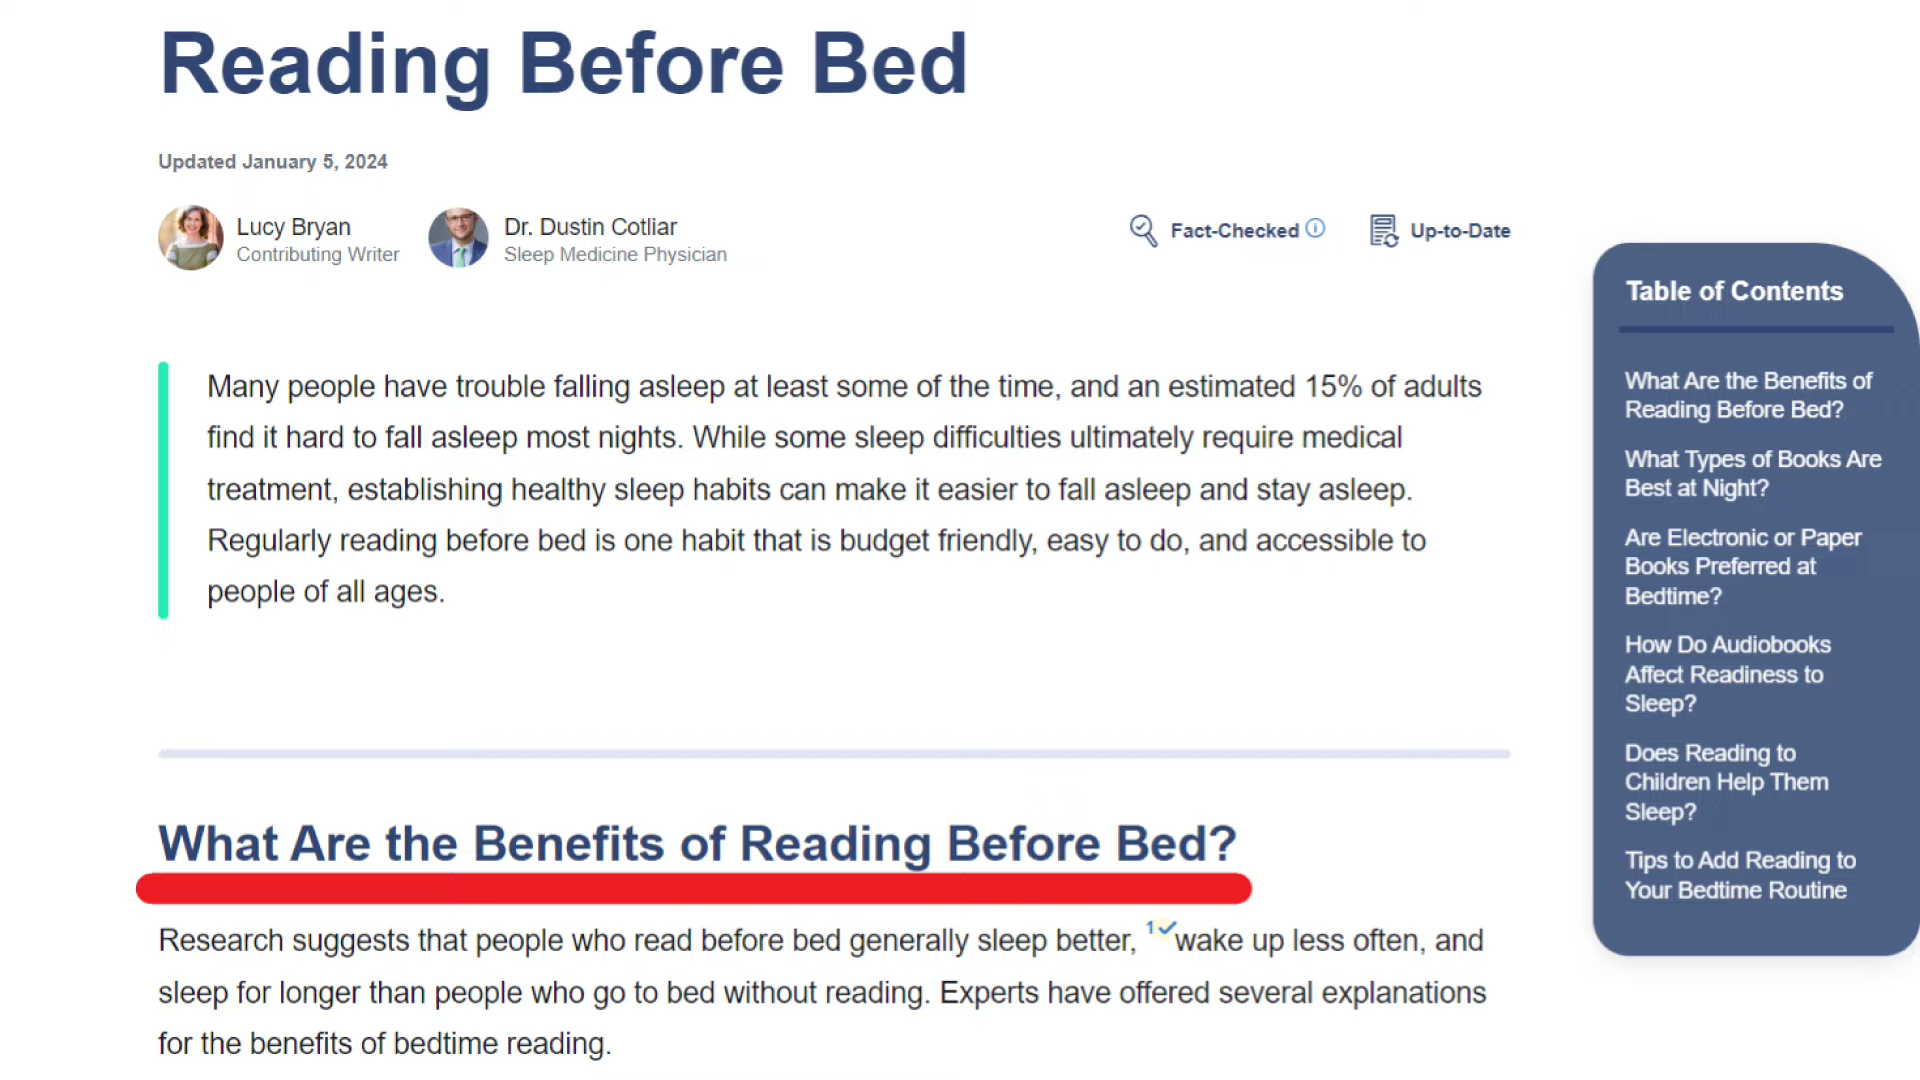 Reading Before Bed
Updated January 5, 2024
Lucy Bryan
Contributing Writer
Dr. Dustin Cotliar
Sleep Medicine Physician
Fact-Checked
Up-to-Date
Many people have trouble falling asleep at least some of the time, and an estimated 15% of adults
find it hard to fall asleep most nights. While some sleep difficulties ultimately require medical
treatment, establishing healthy sleep habits can make it easier to fall asleep and stay asleep.
Regularly reading before bed is one habit that is budget friendly, easy to do, and accessible to
people of all ages.
What Are the Benefits of Reading Before Bed?
Research suggests that people who read before bed generally sleep better, 1 wake up less often, and
sleep for longer than people who go to bed without reading. Experts have offered several explanations
for the benefits of bedtime reading.
Table of Contents
What Are the Benefits of
Reading Before Bed?
What Types of Books Are
Best at Night?
Are Electronic or Paper
Books Preferred at
Bedtime?
How Do Audiobooks
Affect Readiness to
Sleep?
Does Reading to
Children Help Them
Sleep?
Tips to Add Reading to
Your Bedtime Routine